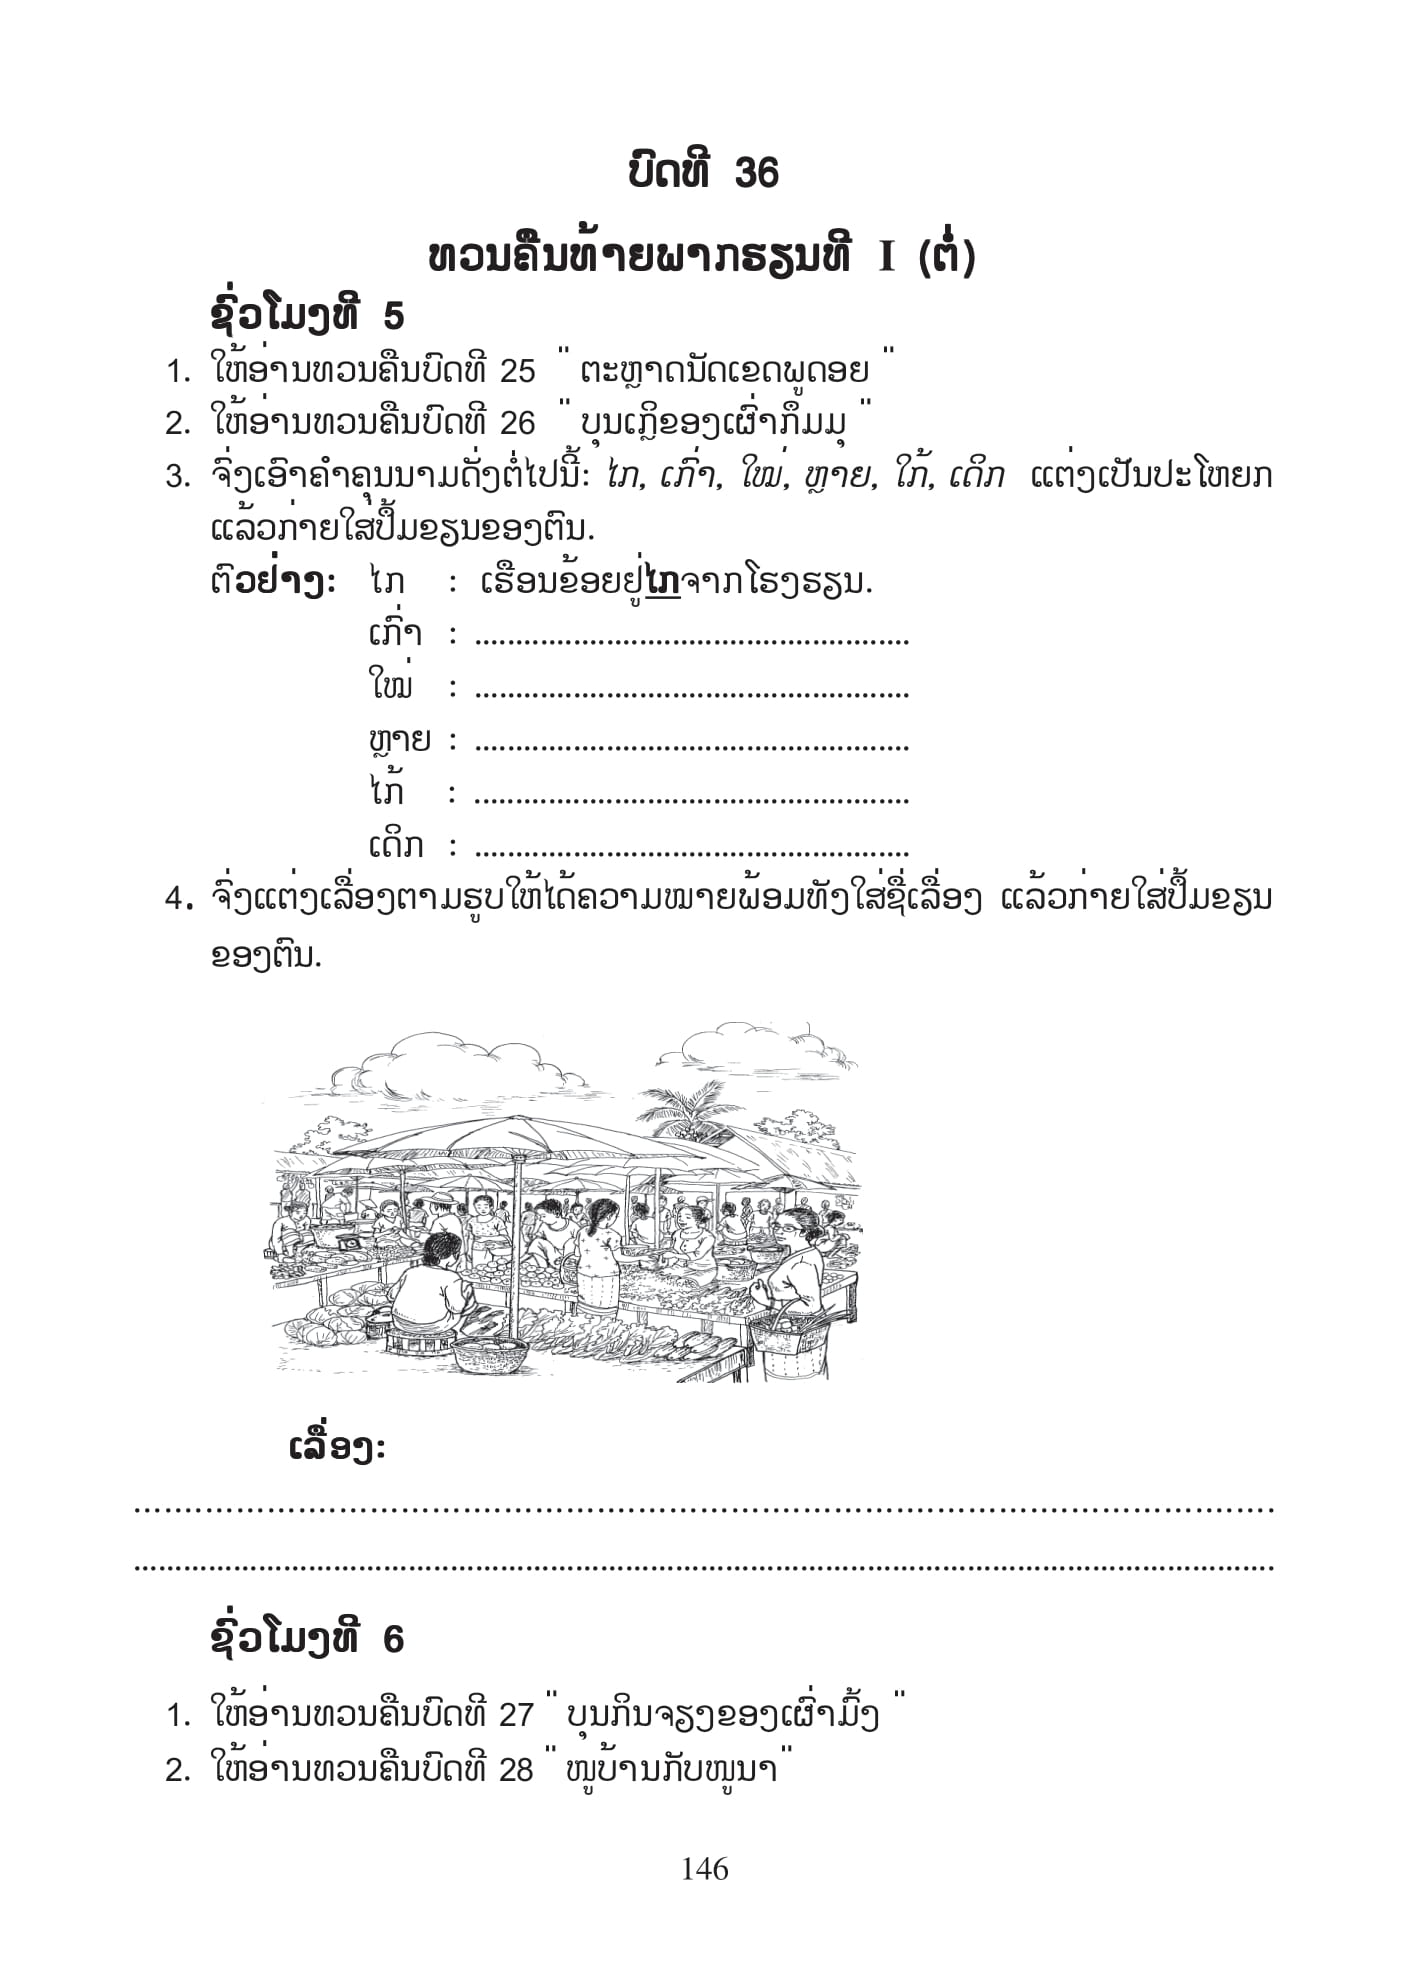 ບົດທີ 36
ທວນຄືນທ້າຍພາກຮຽນທີ I (ຕໍ່)
ຊົ່ວໂມງທີ 5
1. ໃຫ້ອ່ານທວນຄືນບົດທີ 25 " ຕະຫຼາດນັດເຂດພູດອຍ "
2. ໃຫ້ອ່ານທວນຄືນບົດທີ 26 " ບຸນເກຼິຂອງເຜົ່າກຶມມຸ "
3. ຈົ່ງເອົາຄໍາຄຸນນາມດັ່ງຕໍ່ໄປນີ້: ໄກ, ເກົ່າ, ໃໝ່, ຫຼາຍ, ໃກ້, ເດິກ ແຕ່ງເປັນປະໂຫຍກ
ແລ້ວກ່າຍໃສ່ປຶ້ມຂຽນຂອງຕົນ.
ຕົວຢ່າງ: ໄກ : ເຮືອນຂ້ອຍຢູ່ໄກຈາກໂຮງຮຽນ.
ເກົ່າ : .....................................................
ໃໝ່ : .....................................................
ຫຼາຍ : .....................................................
ໄກ້ : .....................................................
ເດິກ : .....................................................
4. ຈົ່ງແຕ່ງເລື່ອງຕາມຮູບໃຫ້ໄດ້ຄວາມໝາຍພ້ອມທັງໃສ່ຊື່ເລື່ອງ ແລ້ວກ່າຍໃສ່ປຶ້ມຂຽນ
ຂອງຕົນ.
ເລື່ອງ:
................................................................................................................
................................................................................................................
ຊົ່ວໂມງທີ 6
1. ໃຫ້ອ່ານທວນຄືນບົດທີ 27 " ບຸນກິນຈຽງຂອງເຜົ່າມົ້ງ "
2. ໃຫ້ອ່ານທວນຄືນບົດທີ 28 " ໜູບ້ານກັບໜູນາ"
146